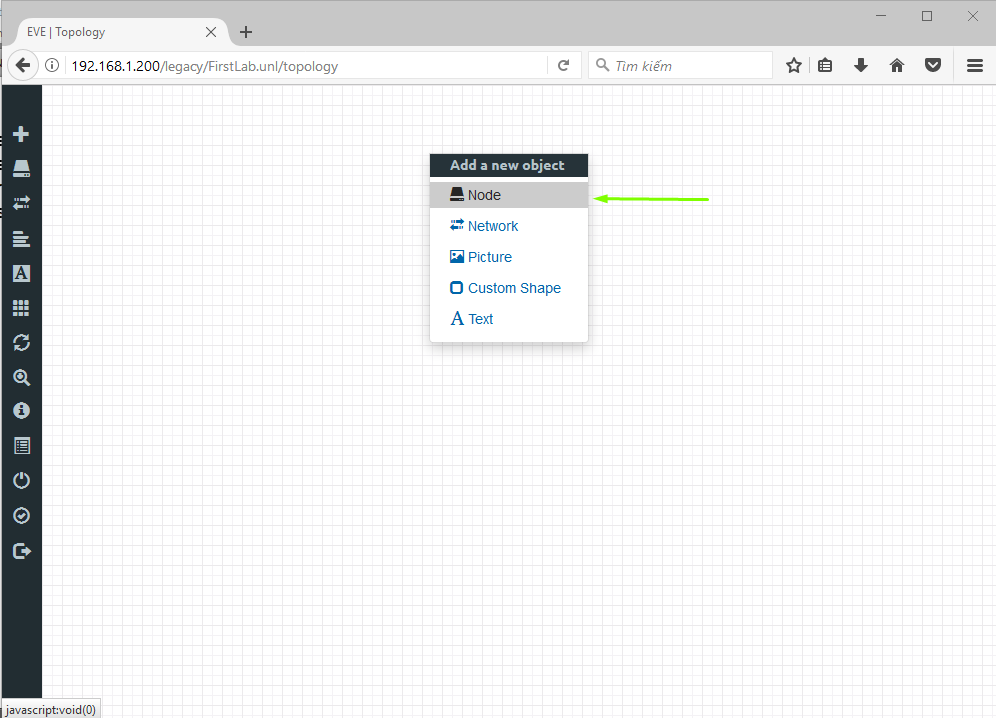 EVE | Topology
192.168.1.200/legacy/FirstLab.unl/topology
Tìm kiếm
Add a new object
Node
Network
Picture
Custom Shape
Text
javascript:void(0)